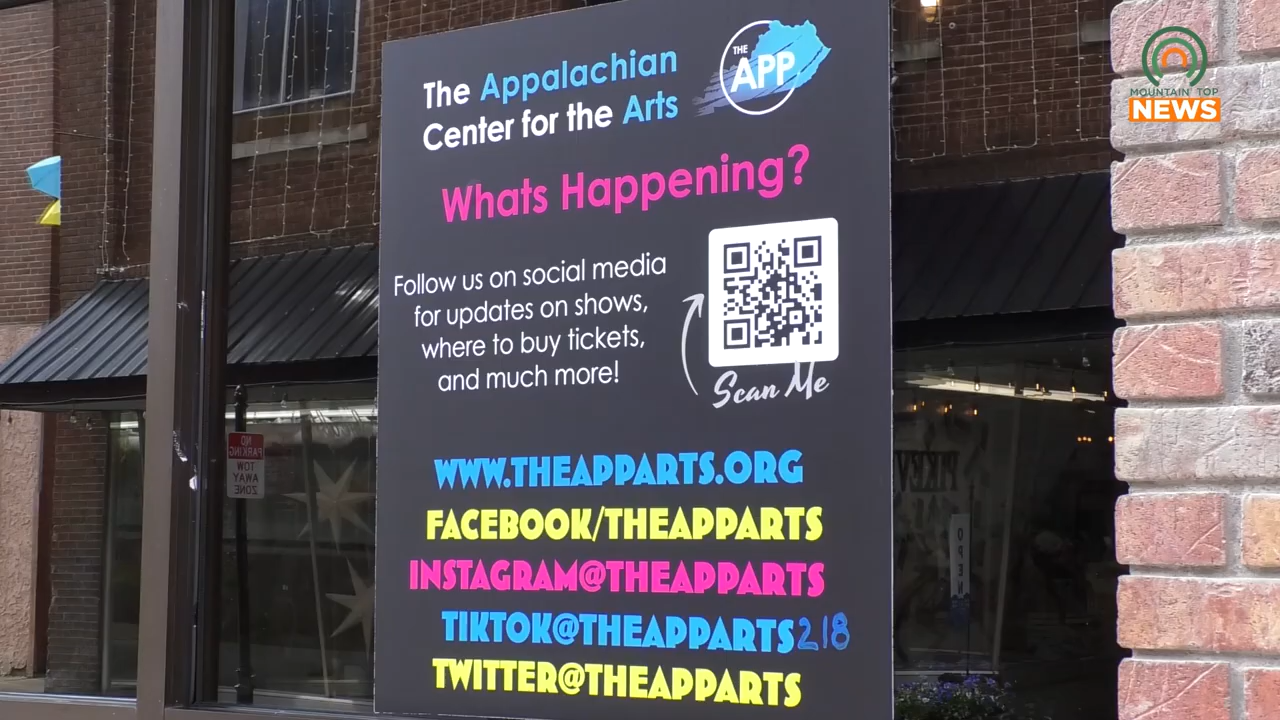 The Appalachian
Center for the Arts
THE
APP
Whats Happening?
Follow us on social media
for updates on shows,
where to buy tickets,
and much more!
Scan Me
WWW.THEAPPARTS.ORG
FACEBOOK/THEAPPARTS
INSTAGRAM@THEAPPARTS
TIKTOK@THEAPPARTS218
TWITTER@THEAPPARTS
MOUNTAIN TOP
NEWS
NO
PARKING
TOW
AWAY
ZONE
OPEN